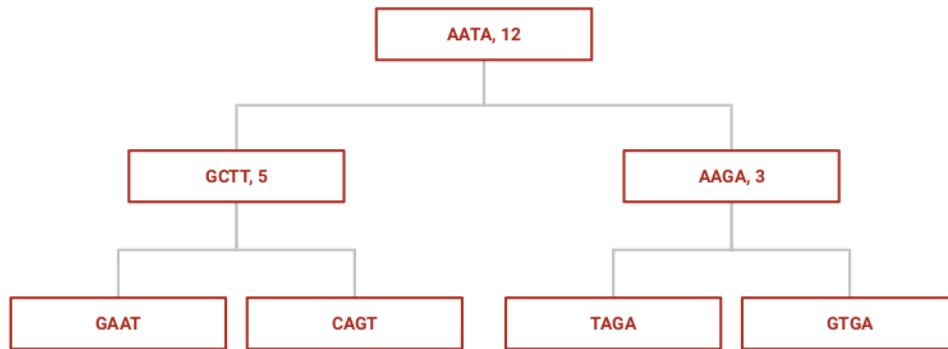 AATA, 12
GCTT, 5
AAGA, 3
GAAT
CAGT
TAGA
GTGA